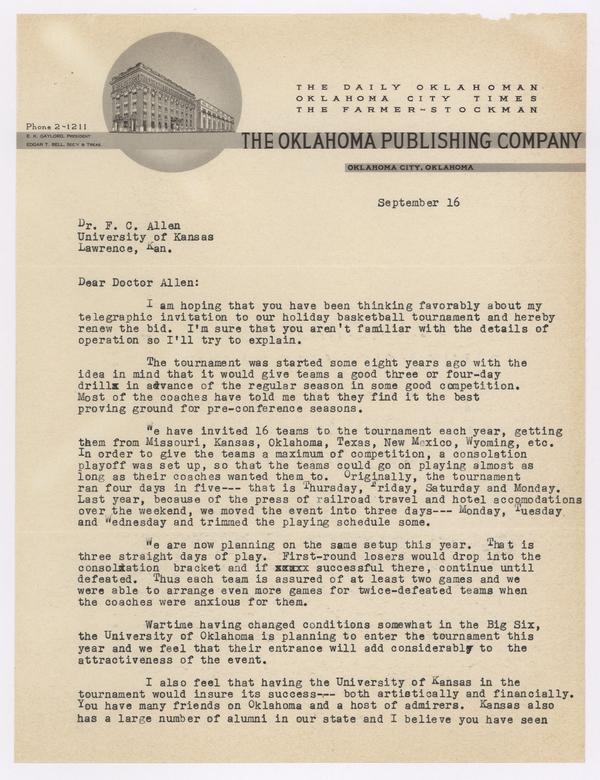 THE DAILY OKLAHOMAN
OKLAHOMA CITY TIMES
THE FARMER-STOCKMAN
Phone 2-1211
E. K. GAYLORD, PRESIDENT
EDGAR T. BELL, SEC'Y & TREAS.
THE OKLAHOMA PUBLISHING COMPANY
OKLAHOMA CITY, OKLAHOMA
September 16
Dr. F. C. Allen
University of Kansas
Lawrence, Kan.
Dear Doctor Allen:
I am hoping that you have been thinking favorably about my
telegraphic invitation to our holiday basketball tournament and hereby
renew the bid. I'm sure that you aren't familiar with the details of
operation so I'll try to explain.
The tournament was started some eight years ago with the
idea in mind that it would give teams a good three or four-day
drill in advance of the regular season in some good competition.
Most of the coaches have told me that they find it the best
proving ground for pre-conference seasons.
We have invited 16 teams to the tournament each year, getting
them from Missouri, Kansas, Oklahoma, Texas, New Mexico, Wyoming, etc.
In order to give the teams a maximum of competition, a consolation
playoff was set up, so that the teams could go on playing almost as
long as their coaches wanted them to. Originally, the tournament
ran four days in five--- that is Thursday, Friday, Saturday and Monday.
Last year, because of the press of railroad travel and hotel accomodations
over the weekend, we moved the event into three days--- Monday, Tuesday
and Wednesday and trimmed the playing schedule some.
We are now planning on the same setup this year. That is
three straight days of play. First-round losers would drop into the
consolation bracket and if xxxxx successful there, continue until
defeated. Thus each team is assured of at least two games and we
were able to arrange even more games for twice-defeated teams when
the coaches were anxious for them.
Wartime having changed conditions somewhat in the Big Six,
the University of Oklahoma is planning to enter the tournament this
year and we feel that their entrance will add considerably to the
attractiveness of the event.
I also feel that having the University of Kansas in the
tournament would insure its success--- both artistically and financially.
You have many friends on Oklahoma and a host of admirers. Kansas also
has a large number of alumni in our state and I believe you have seen